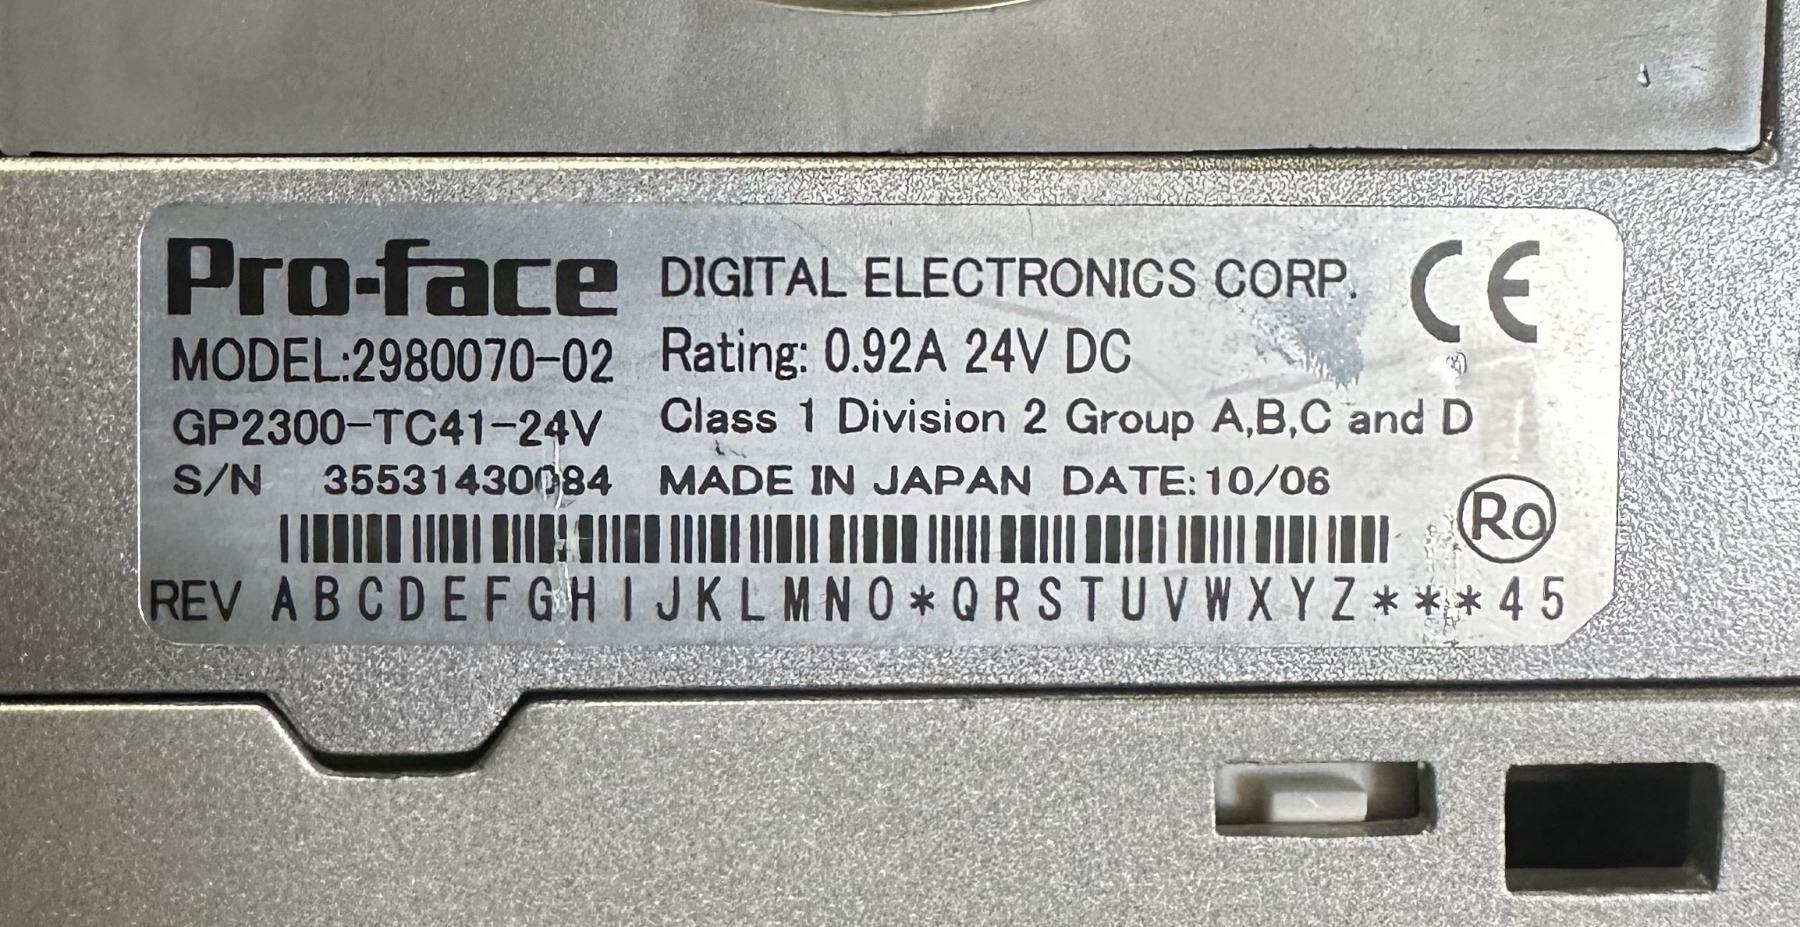 Pro-face DIGITAL ELECTRONICS CORP. CE
MODEL:2980070-02 Rating: 0.92A 24V DC
GP2300-TC41-24V Class 1 Division 2 Group A,B,C and D
S/N 35531430084 MADE IN JAPAN DATE:10/06
Ro
REV A B C D E F G H I J K L M N O * Q R S T U V W X Y Z * * * 4 5